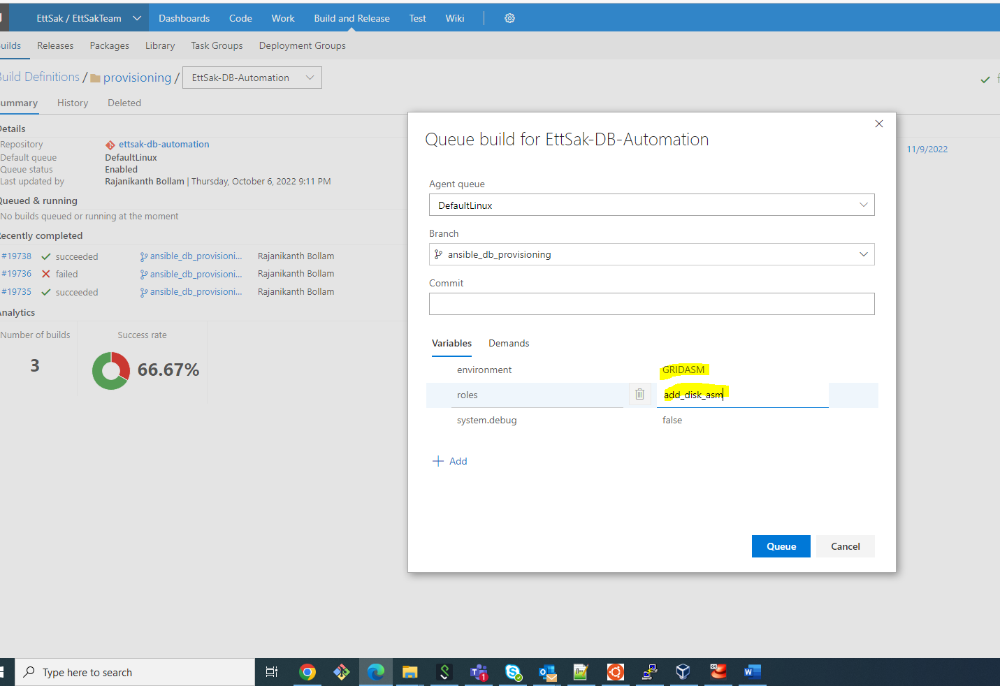 EttSak / EttSakTeam Dashboards Code Work Build and Release Test Wiki
uilds Releases Packages Library Task Groups Deployment Groups
Build Definitions / provisioning / EttSak-DB-Automation
ummary History Deleted
Details
Repository ettsak-db-automation
Default queue DefaultLinux
Queue status Enabled
Last updated by Rajanikanth Bollam | Thursday, October 6, 2022 9:11 PM
Queued & running
No builds queued or running at the moment
Recently completed
#19738 succeeded ansible_db_provisioni... Rajanikanth Bollam
#19736 failed ansible_db_provisioni... Rajanikanth Bollam
#19735 succeeded ansible_db_provisioni... Rajanikanth Bollam
Analytics
Number of builds Success rate
3 66.67%
11/9/2022
Queue build for EttSak-DB-Automation
Agent queue
DefaultLinux
Branch
ansible_db_provisioning
Commit
Variables Demands
environment GRIDASM
roles add_disk_asm
system.debug false
Add
Queue Cancel
Type here to search